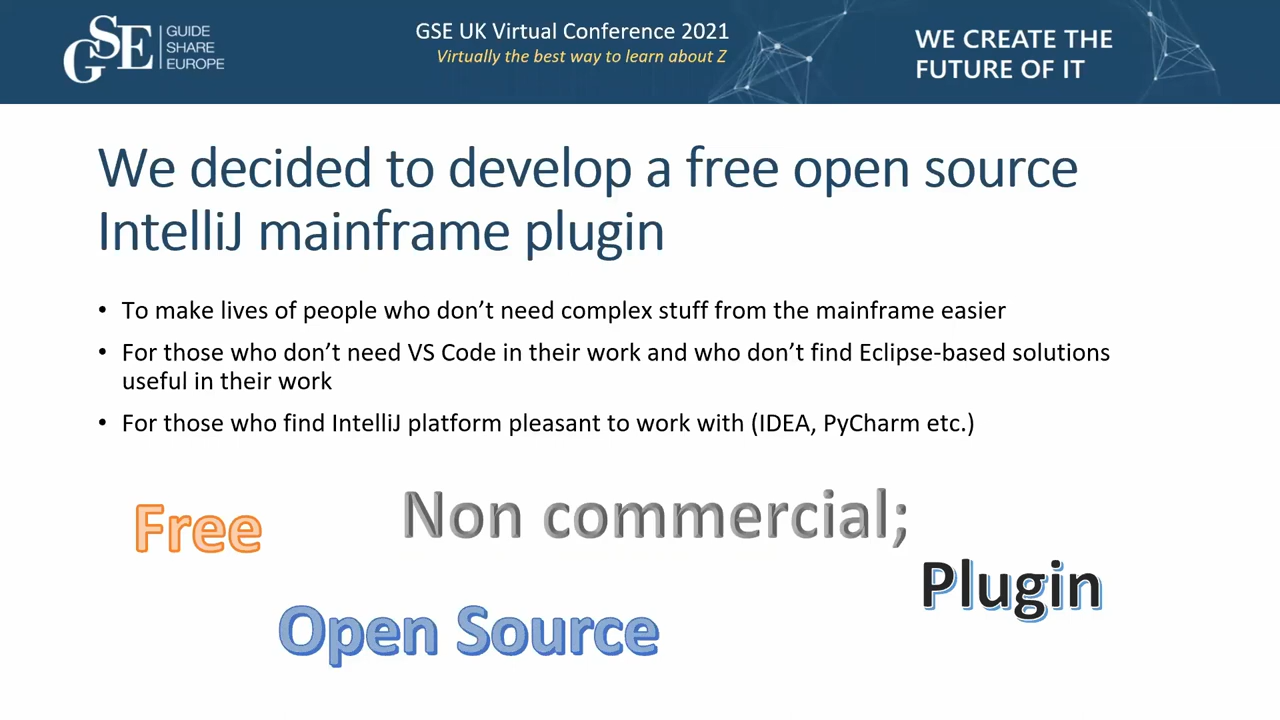 GSE
GUIDE
SHARE
EUROPE
GSE UK Virtual Conference 2021
Virtually the best way to learn about Z
WE CREATE THE
FUTURE OF IT
We decided to develop a free open source
IntelliJ mainframe plugin
• To make lives of people who don’t need complex stuff from the mainframe easier
• For those who don’t need VS Code in their work and who don’t find Eclipse-based solutions
useful in their work
• For those who find IntelliJ platform pleasant to work with (IDEA, PyCharm etc.)
Free
Non commercial;
Plugin
Open Source